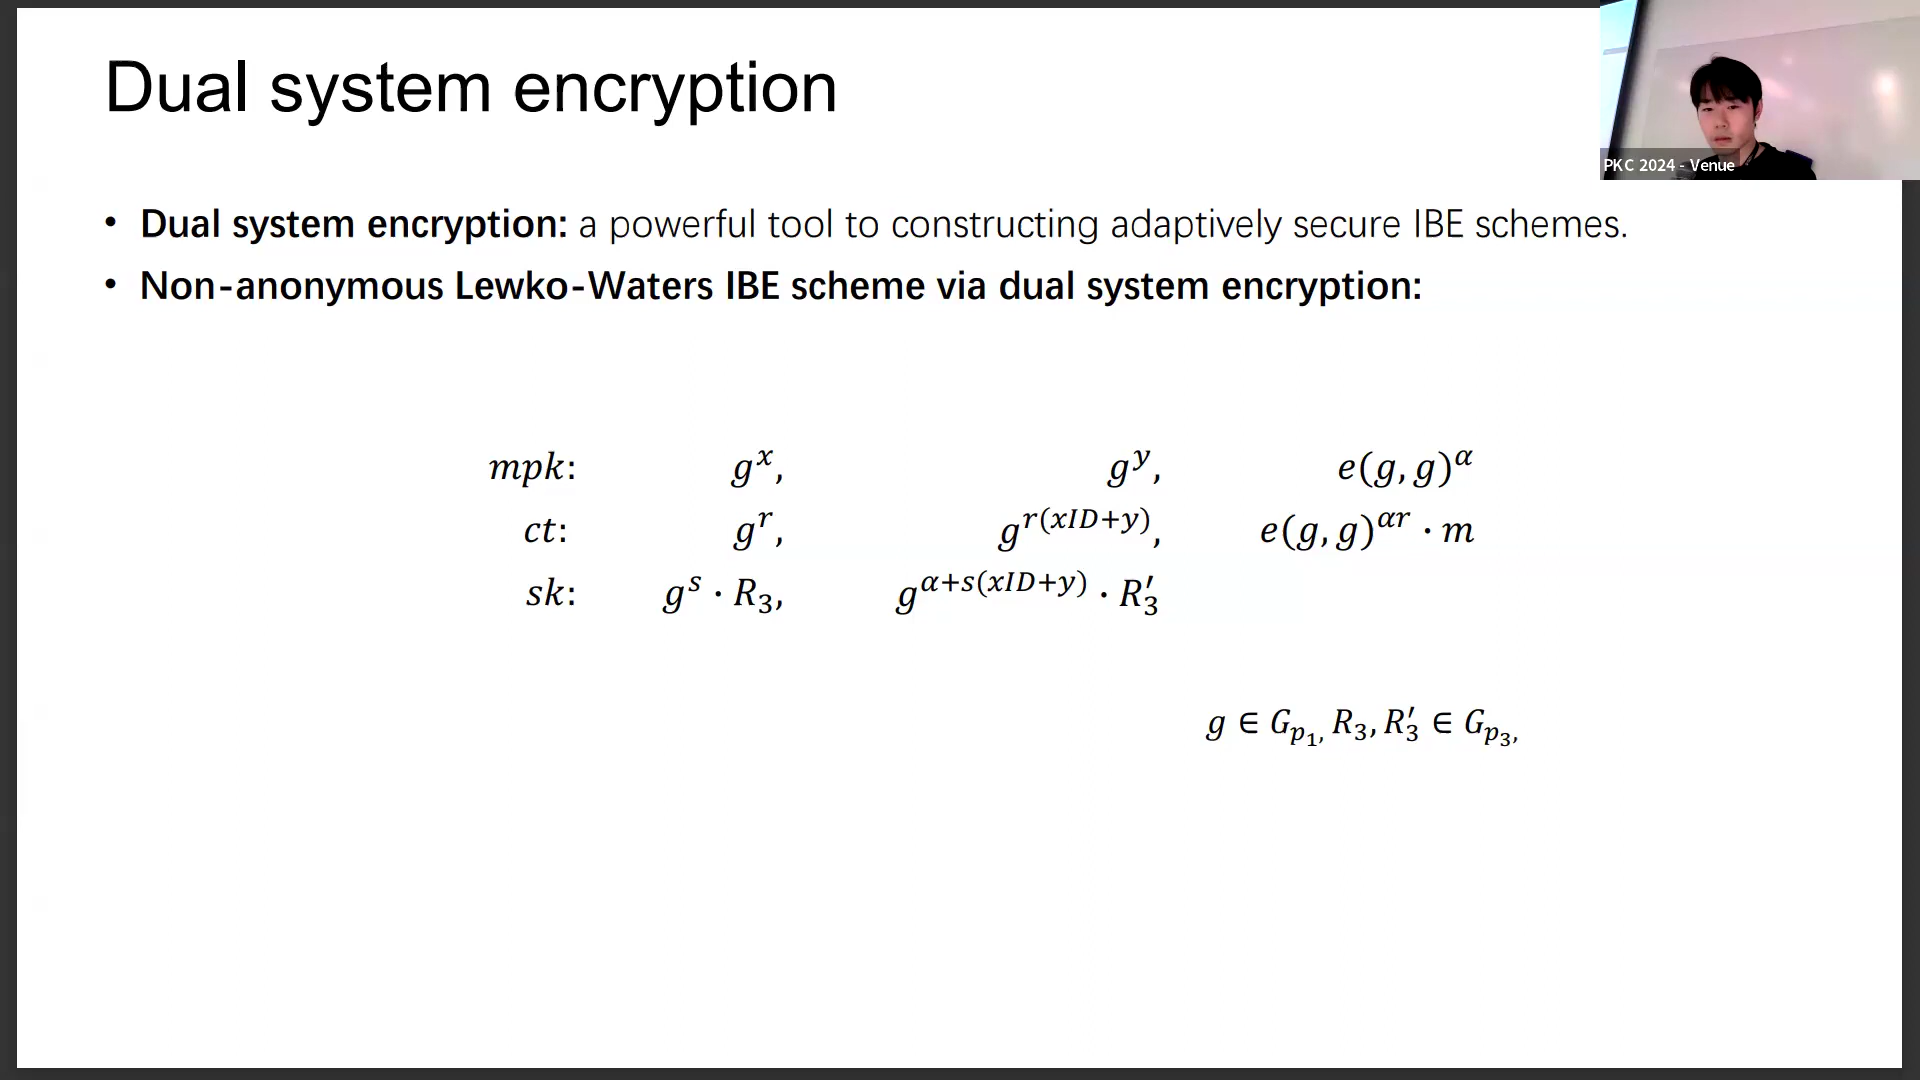 Dual system encryption
PKC 2024 - Venue
• Dual system encryption: a powerful tool to constructing adaptively secure IBE schemes.
• Non-anonymous Lewko-Waters IBE scheme via dual system encryption:
mpk: g^x, g^y, e(g, g)^α
ct: g^r, g^{r(xID+y)}, e(g, g)^{αr} · m
sk: g^s · R_3, g^{α+s(xID+y)} · R_3′
g ∈ G_{p_1}, R_3, R_3′ ∈ G_{p_3},